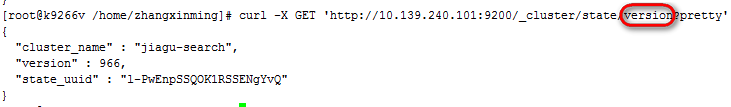 [root@k9266v /home/zhangxinming]# curl -X GET 'http://10.139.240.101:9200/_cluster/state/version?pretty'
{
"cluster_name" : "jiagu-search",
"version" : 966,
"state_uuid" : "l-PwEnpSSQOK1RSSENgYvQ"
}